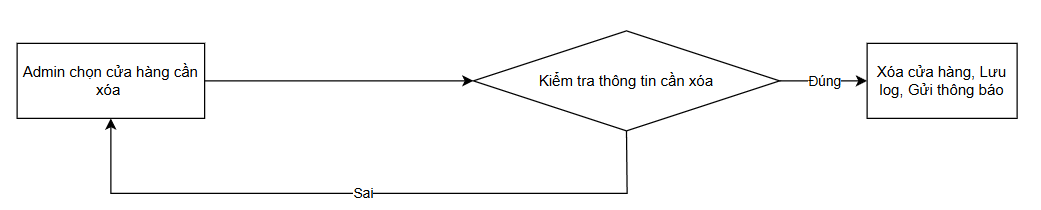 Admin chọn cửa hàng cần
xóa
Kiểm tra thông tin cần xóa
Đúng
Xóa cửa hàng, Lưu
log, Gửi thông báo
Sai